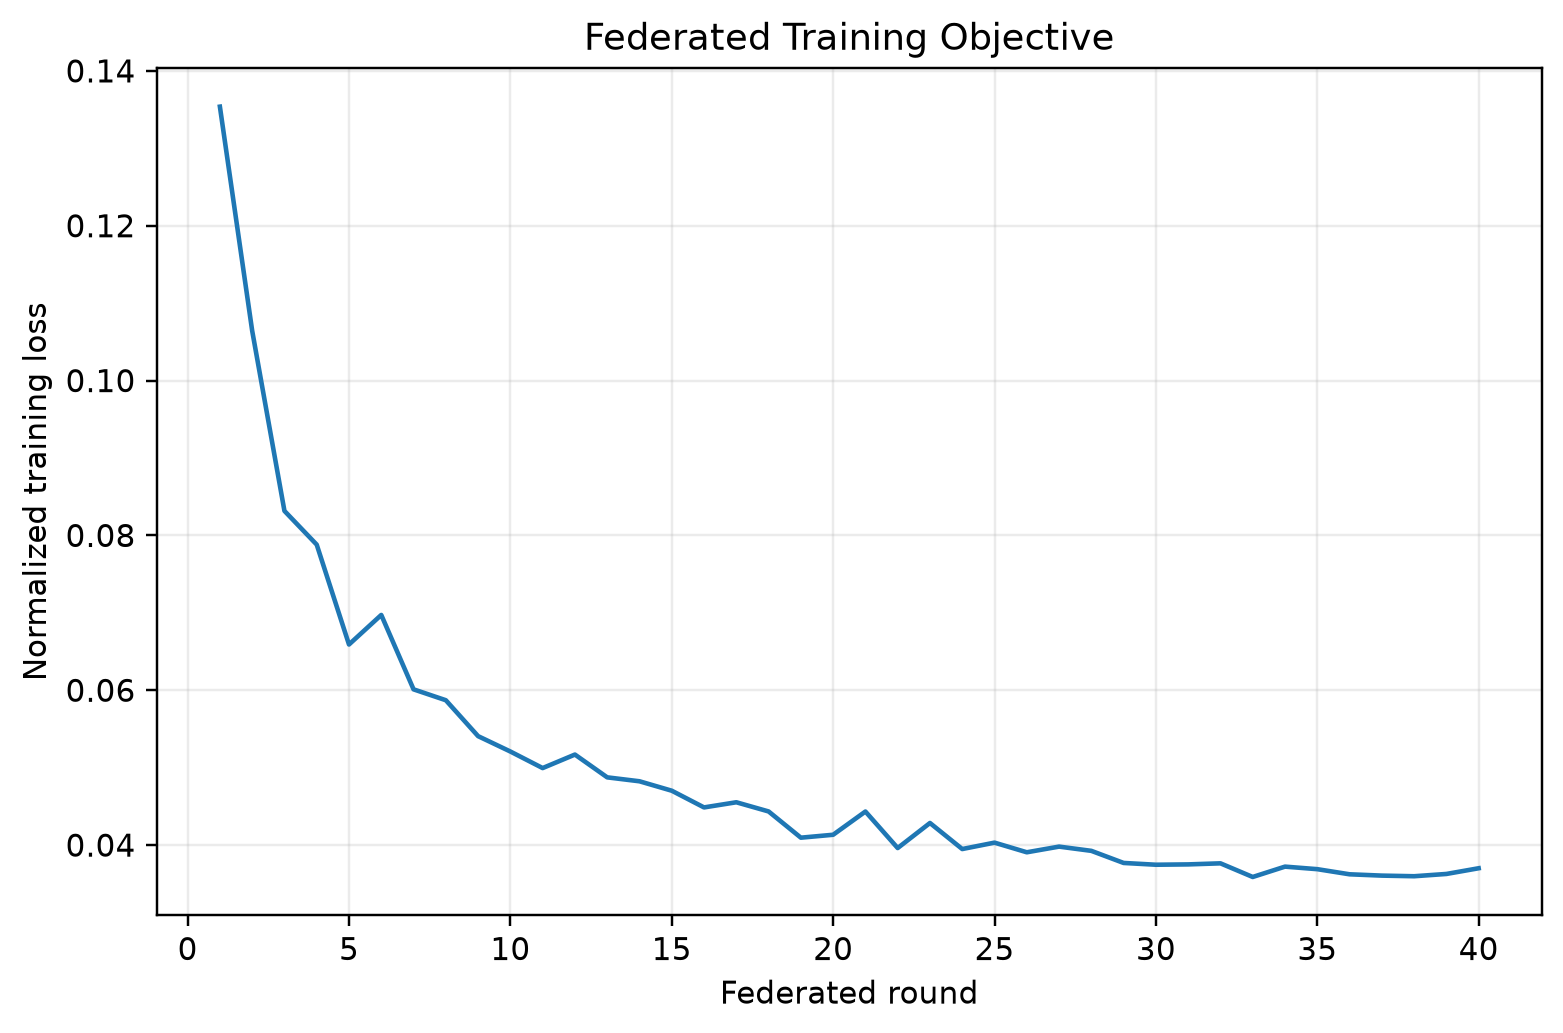 Federated Training Objective
Normalized training loss
0.14
0.12
0.10
0.08
0.06
0.04
0 5 10 15 20 25 30 35 40
Federated round